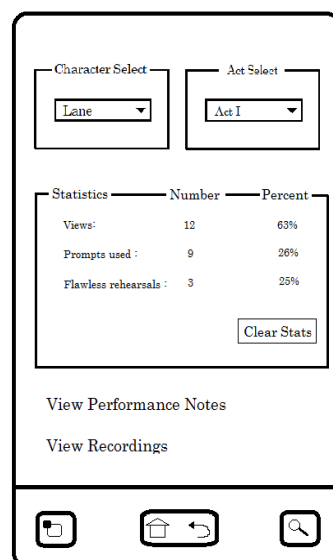 Character Select
Act Select
Lane
Act I
Statistics Number Percent
Views: 12 63%
Prompts used : 9 26%
Flawless rehearsals : 3 25%
Clear Stats
View Performance Notes
View Recordings